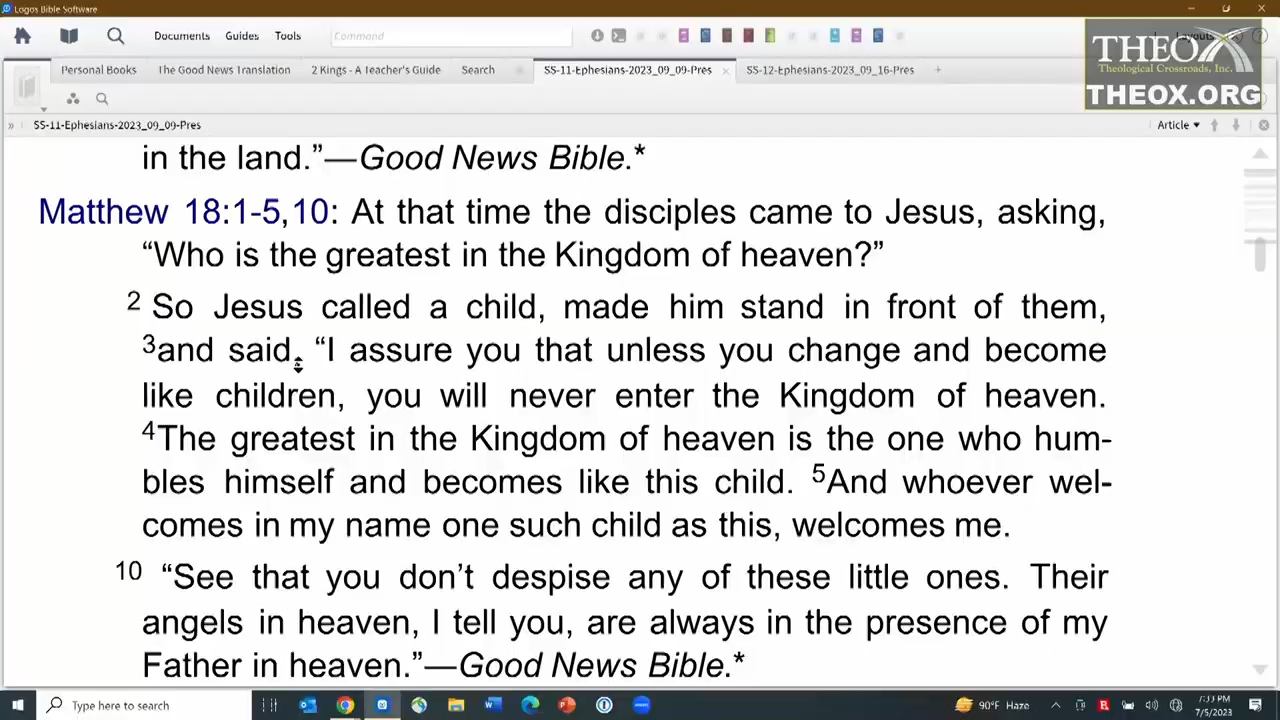 Logos Bible Software
Documents Guides Tools Command
THEOX
Theological Crossroads, Inc.
THEOX.ORG
Personal Books The Good News Translation 2 Kings - A Teacher's Guide SS-11-Ephesians-2023_09_09-Pres SS-12-Ephesians-2023_09_16-Pres
SS-11-Ephesians-2023_09_09-Pres Article
in the land.”—Good News Bible.*
Matthew 18:1-5,10: At that time the disciples came to Jesus, asking,
“Who is the greatest in the Kingdom of heaven?”
2 So Jesus called a child, made him stand in front of them,
3and said, “I assure you that unless you change and become
like children, you will never enter the Kingdom of heaven.
4The greatest in the Kingdom of heaven is the one who hum-
bles himself and becomes like this child. 5And whoever wel-
comes in my name one such child as this, welcomes me.
10 “See that you don’t despise any of these little ones. Their
angels in heaven, I tell you, are always in the presence of my
Father in heaven.”—Good News Bible.*
Type here to search 90°F Haze 7:33 PM
7/5/2023